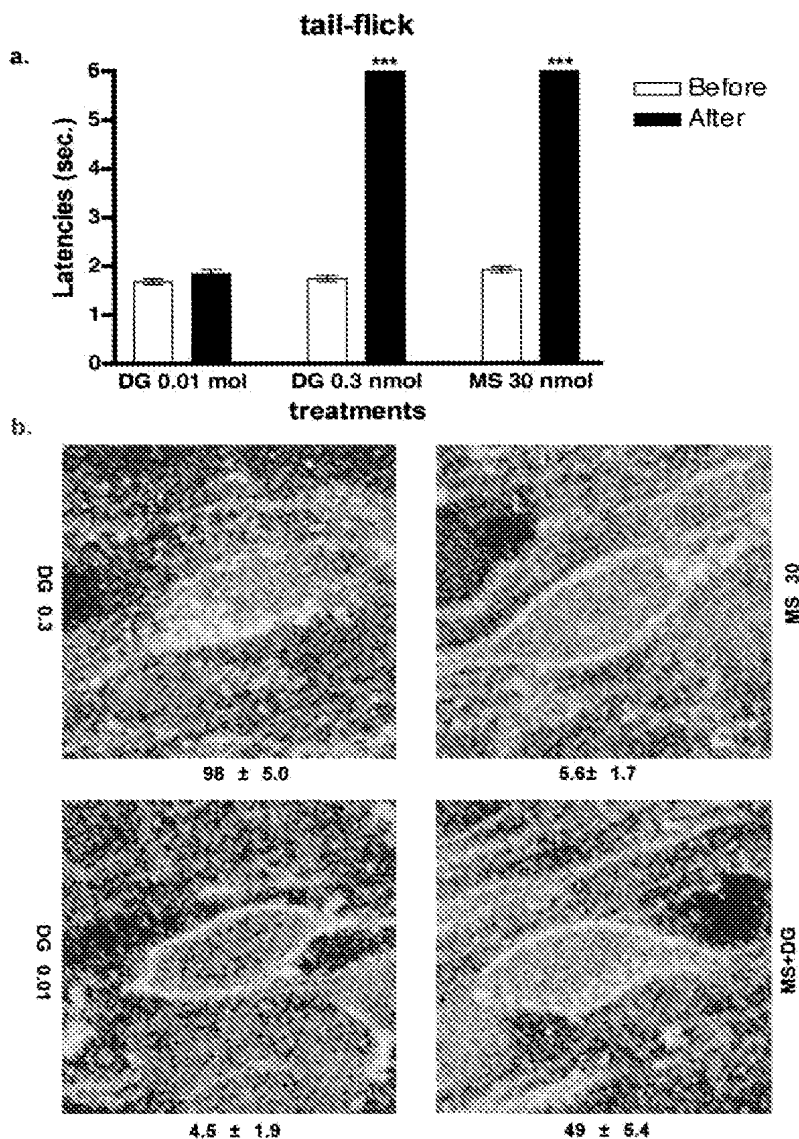 tail-flick
a.
Latencies (sec.)
6
5
4
3
2
1
0
***
***
Before
After
DG 0.01 mol
DG 0.3 nmol
MS 30 nmol
treatments
b.
DG 0.3
MS 30
98 ± 5.0
5.6± 1.7
DG 0.01
MS+DG
4.5 ± 1.9
49 ± 5.4